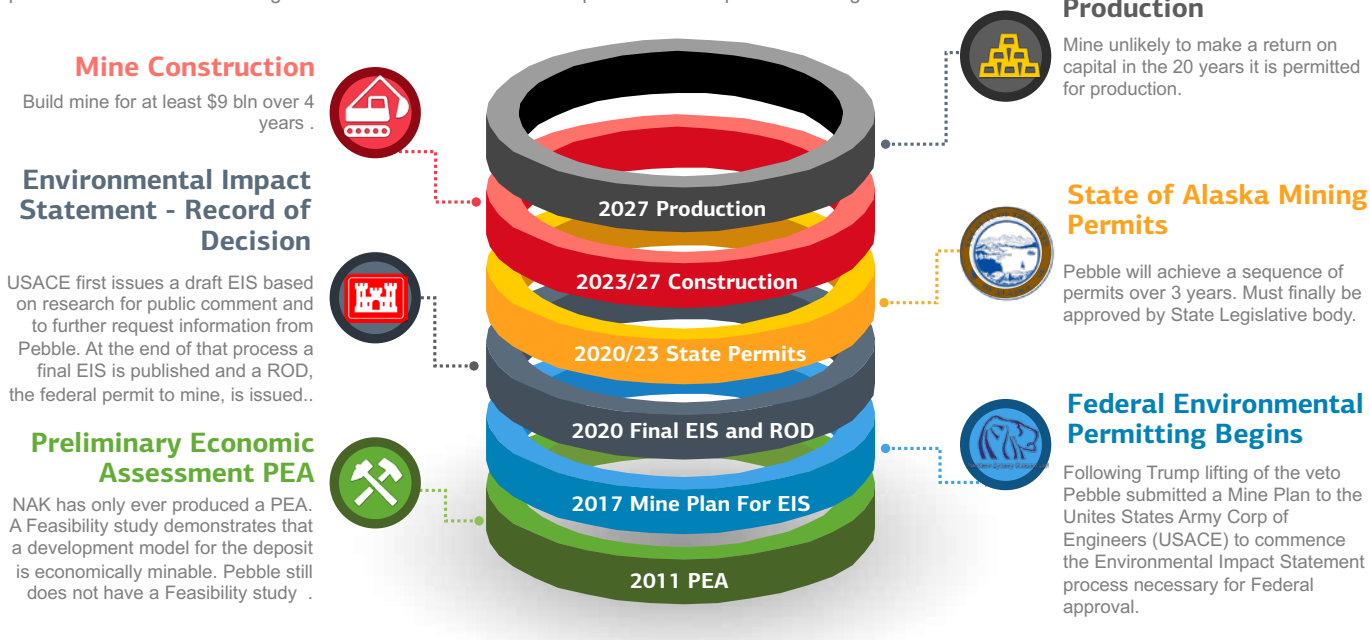 Production
Mine unlikely to make a return on
capital in the 20 years it is permitted
for production.
Mine Construction
Build mine for at least $9 bln over 4
years .
Environmental Impact
Statement - Record of
Decision
USACE first issues a draft EIS based
on research for public comment and
to further request information from
Pebble. At the end of that process a
final EIS is published and a ROD,
the federal permit to mine, is issued..
Preliminary Economic
Assessment PEA
NAK has only ever produced a PEA.
A Feasibility study demonstrates that
a development model for the deposit
is economically minable. Pebble still
does not have a Feasibility study .
2027 Production
2023/27 Construction
2020/23 State Permits
2020 Final EIS and ROD
2017 Mine Plan For EIS
2011 PEA
State of Alaska Mining
Permits
Pebble will achieve a sequence of
permits over 3 years. Must finally be
approved by State Legislative body.
Federal Environmental
Permitting Begins
Following Trump lifting of the veto
Pebble submitted a Mine Plan to the
Unites States Army Corp of
Engineers (USACE) to commence
the Environmental Impact Statement
process necessary for Federal
approval.